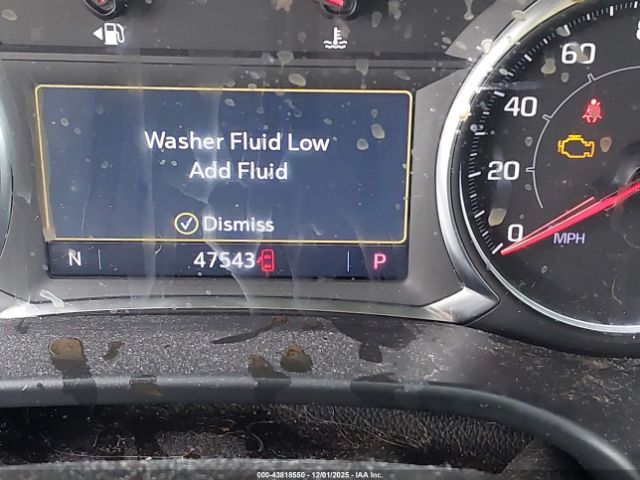 Washer Fluid Low
Add Fluid
Dismiss
N 47543 P
60
40
20
0
MPH
000-43818550 - 12/01/2025 - IAA Inc.